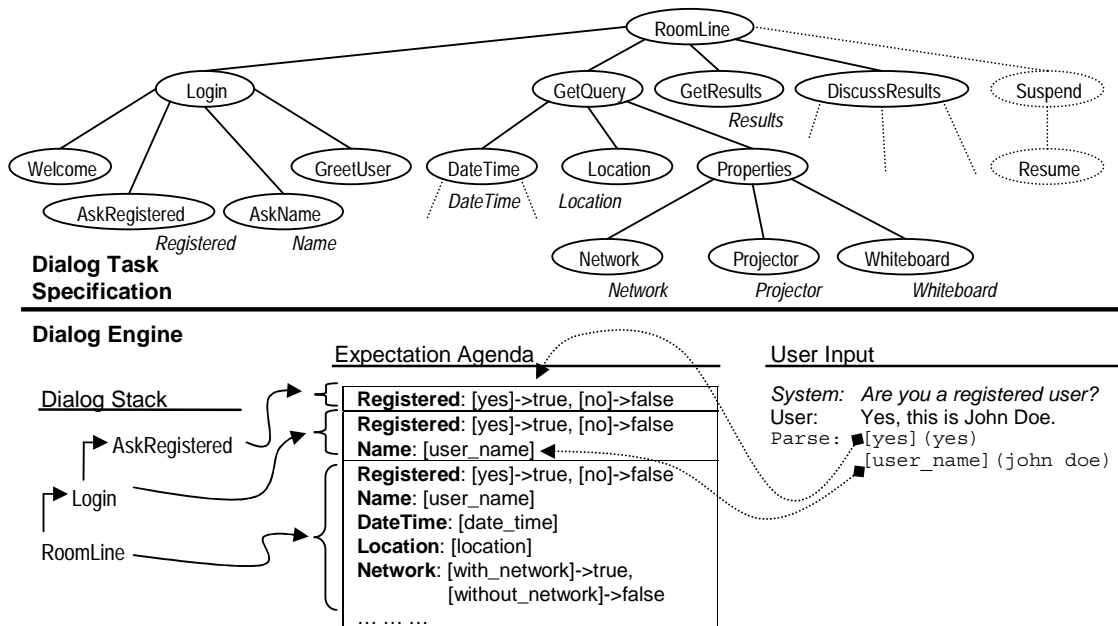 RoomLine
Login
GetQuery
GetResults
DiscussResults
Suspend
Results
Welcome
GreetUser
DateTime
Location
Properties
Resume
AskRegistered
AskName
DateTime
Location
Registered
Name
Network
Projector
Whiteboard
Dialog Task
Specification
Network
Projector
Whiteboard
Dialog Engine
Expectation Agenda
User Input
Dialog Stack
AskRegistered
Login
RoomLine
Registered: [yes]->true, [no]->false
Registered: [yes]->true, [no]->false
Name: [user_name]
Registered: [yes]->true, [no]->false
Name: [user_name]
DateTime: [date_time]
Location: [location]
Network: [with_network]->true,
[without_network]->false
… … …
System: Are you a registered user?
User: Yes, this is John Doe.
Parse: [yes](yes)
[user_name](john doe)